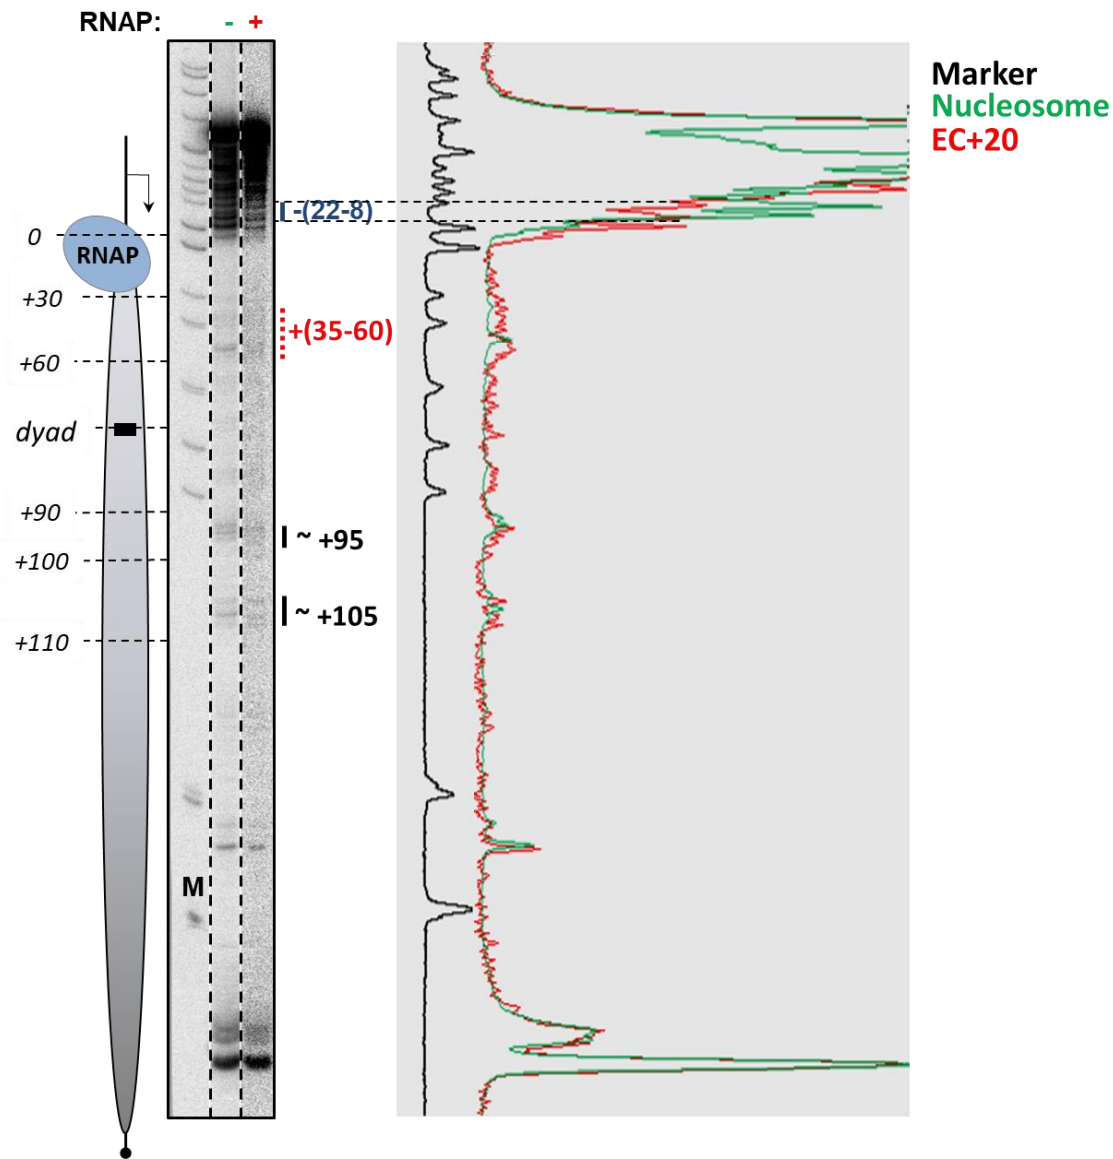 RNAP: - +
Marker
Nucleosome
EC+20
-(22-8)
0
RNAP
+30
+(35-60)
+60
dyad
+90
~ +95
+100
~ +105
+110
M